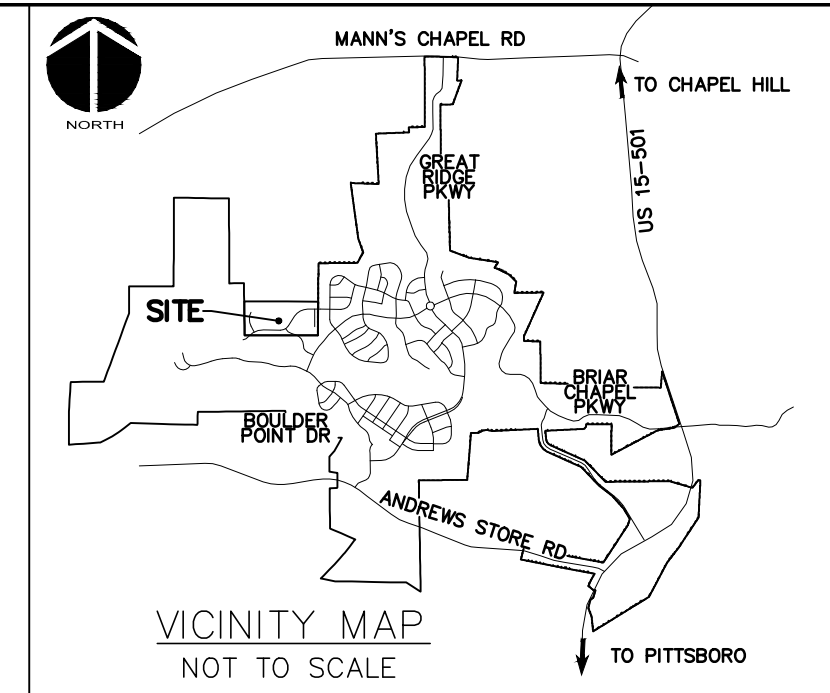 MANN'S CHAPEL RD
NORTH
TO CHAPEL HILL
US 15-501
GREAT
RIDGE
PKWY
SITE
BRIAR
CHAPEL
PKWY
BOULDER
POINT DR
ANDREWS STORE RD
VICINITY MAP
NOT TO SCALE
TO PITTSBORO